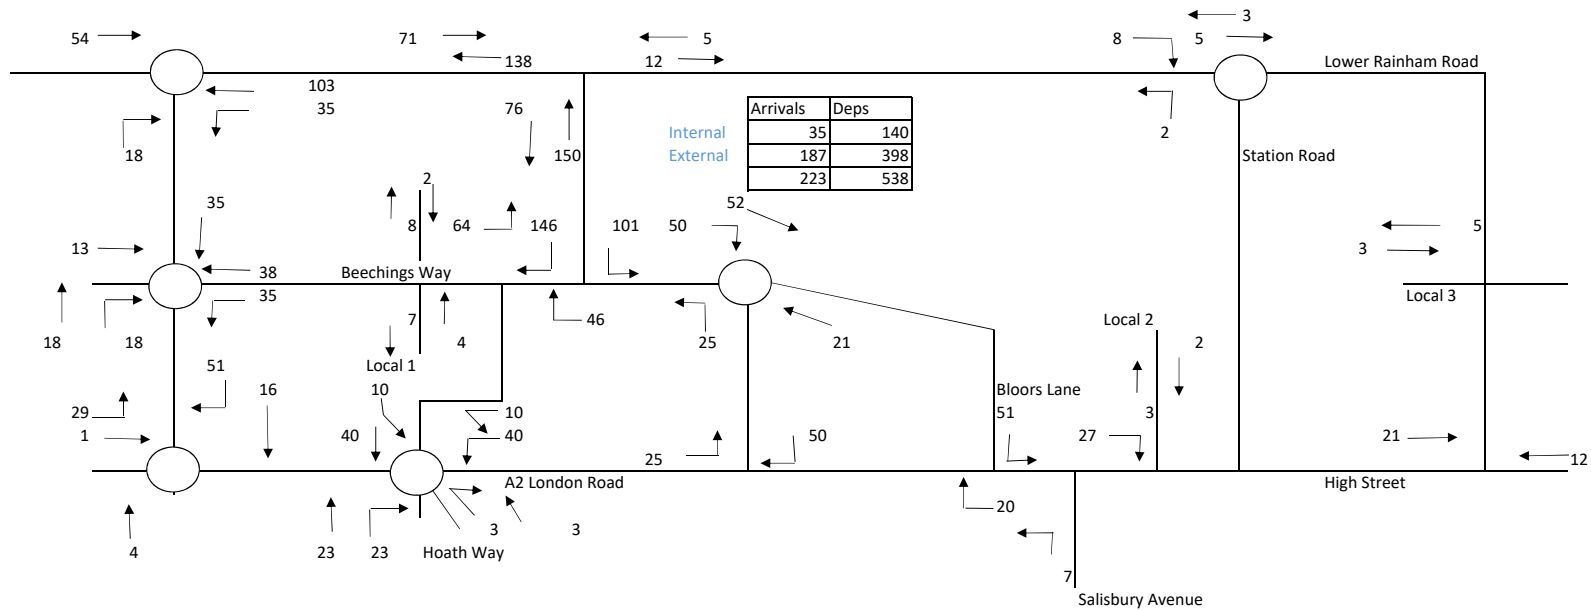 3
54 71 5 8 5
138 12 Lower Rainham Road
103
35 76 Arrivals Deps
Internal 35 140 2
18 150 External 187 398 Station Road
223 538
2
35 52
8 64 146 101 50 5
13 3
38 Beechings Way
35 Local 3
7 46 Local 2
18 18 4 25 21 2
51 Local 1
16 10 Bloors Lane
29 10 51 3
1 40 40 50 27 21
25 12
A2 London Road High Street
20
3 3
4 23 23 Hoath Way
7
Salisbury Avenue